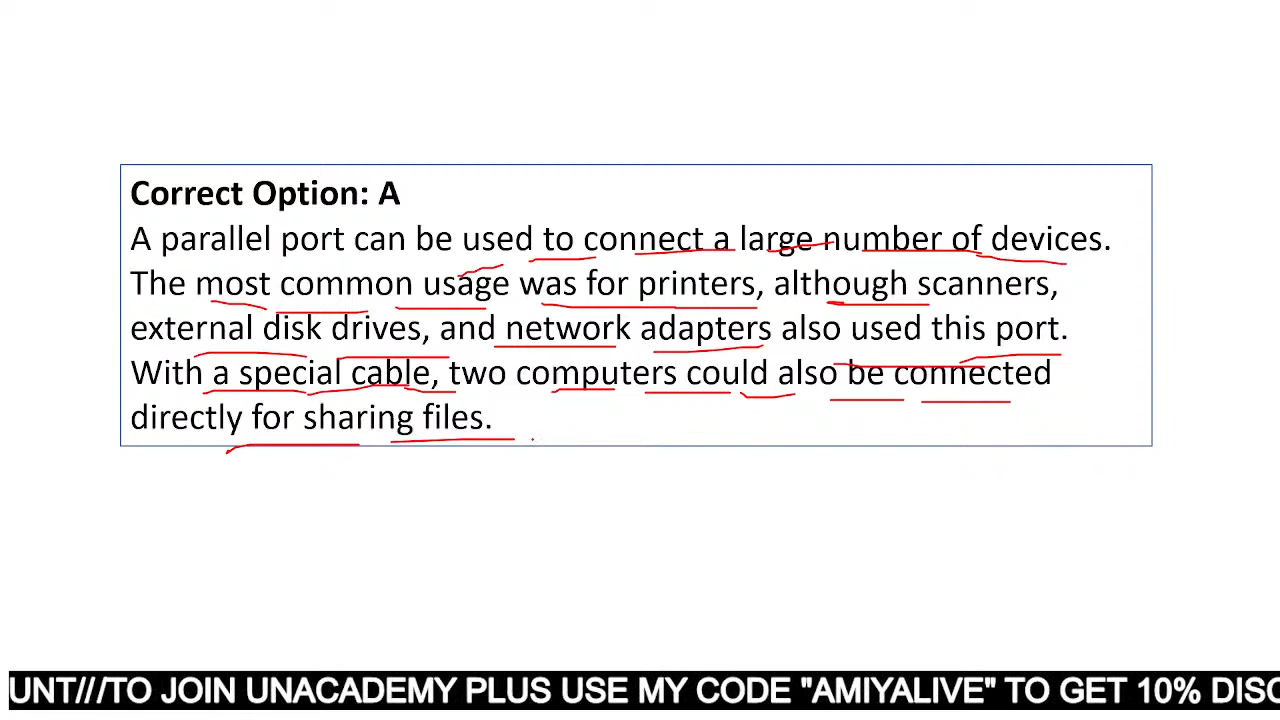 Correct Option: A
A parallel port can be used to connect a large number of devices.
The most common usage was for printers, although scanners,
external disk drives, and network adapters also used this port.
With a special cable, two computers could also be connected
directly for sharing files.
UNT///TO JOIN UNACADEMY PLUS USE MY CODE "AMIYALIVE" TO GET 10% DISC